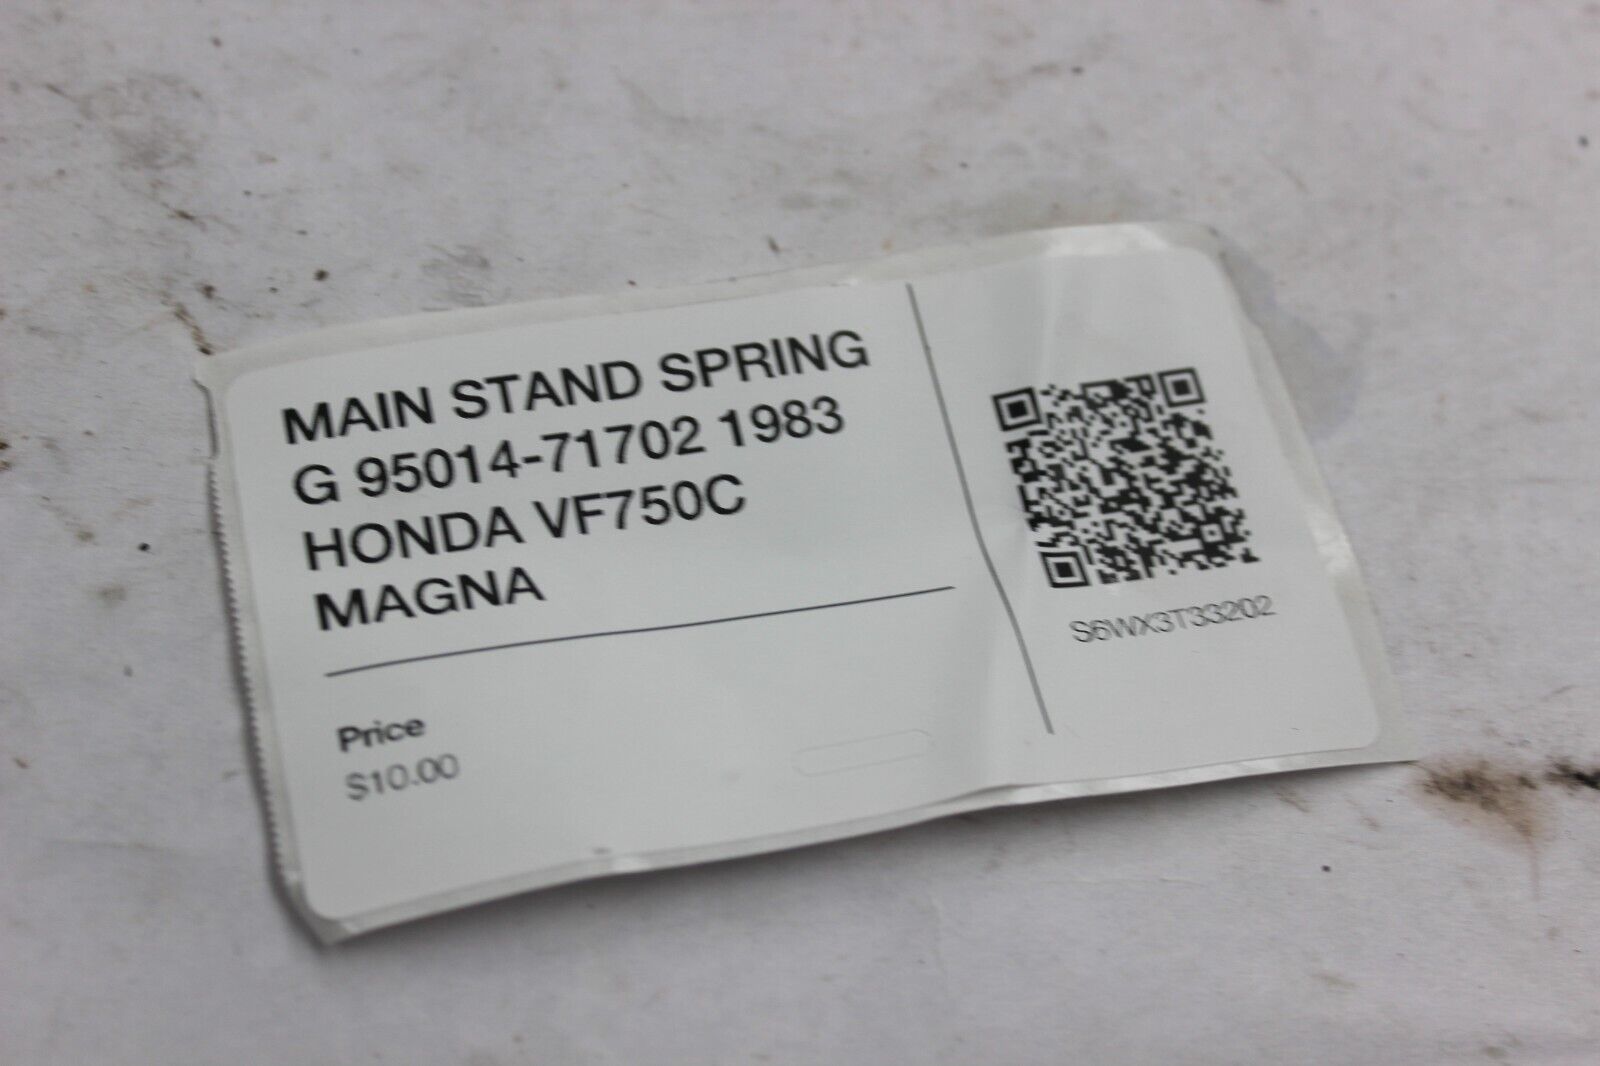 MAIN STAND SPRING
G 95014-71702 1983
HONDA VF750C
MAGNA
Price
$10.00
S6WX3T33202